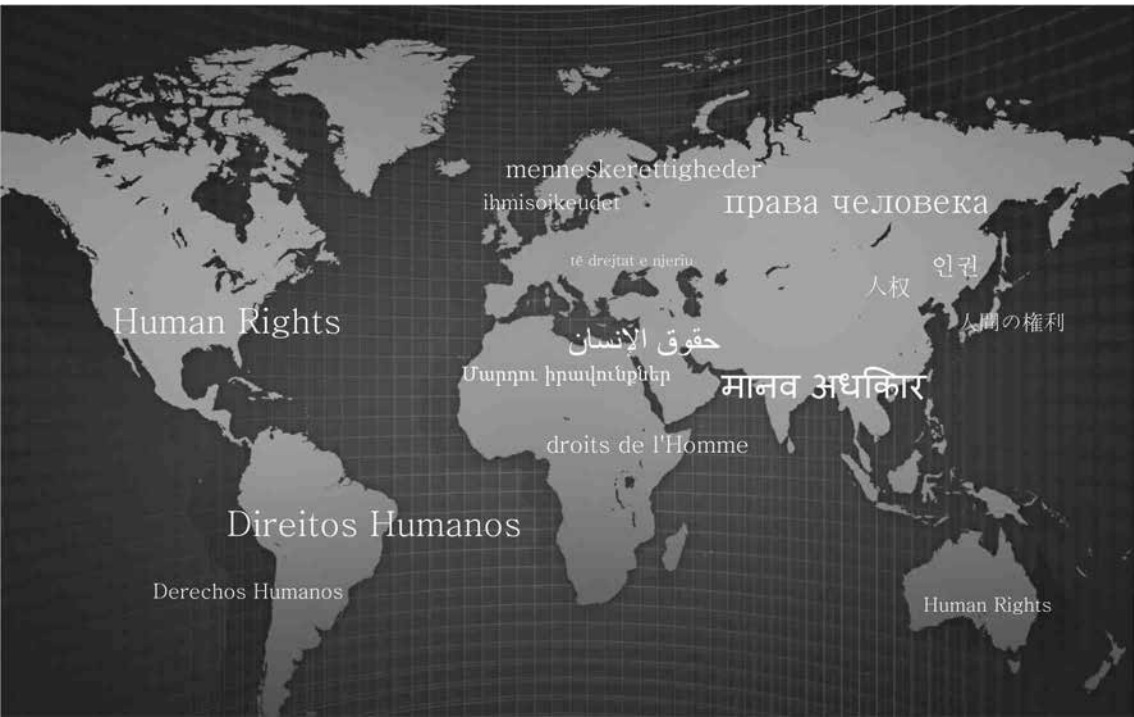 menneskerettigheder
ihmisoikeudet
права человека
të drejtat e njeriu
인권
人权
Human Rights
人間の権利
حقوق الإنسان
Մարդու իրավունքներ
मानव अधकिार
droits de l'Homme
Direitos Humanos
Derechos Humanos
Human Rights